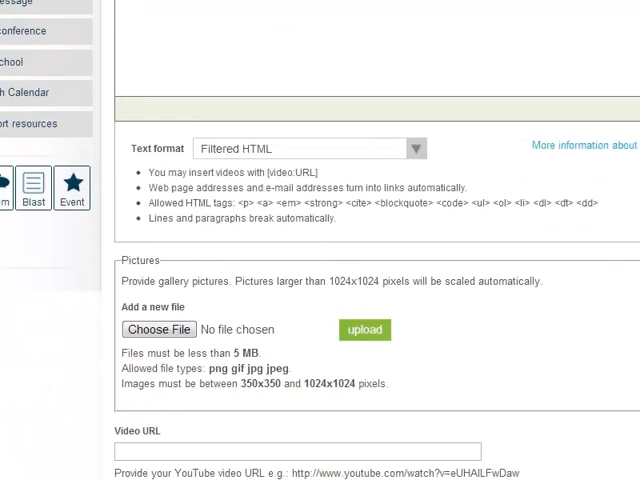 essage
conference
chool
h Calendar
ort resources
m
Blast
Event
Text format
Filtered HTML
More information about
You may insert videos with [video:URL]
Web page addresses and e-mail addresses turn into links automatically.
Allowed HTML tags: <p> <a> <em> <strong> <cite> <blockquote> <code> <ul> <ol> <li> <dl> <dt> <dd>
Lines and paragraphs break automatically.
Pictures
Provide gallery pictures. Pictures larger than 1024x1024 pixels will be scaled automatically.
Add a new file
Choose File No file chosen upload
Files must be less than 5 MB.
Allowed file types: png gif jpg jpeg.
Images must be between 350x350 and 1024x1024 pixels.
Video URL
Provide your YouTube video URL e.g.: http://www.youtube.com/watch?v=eUHAlLFwDaw